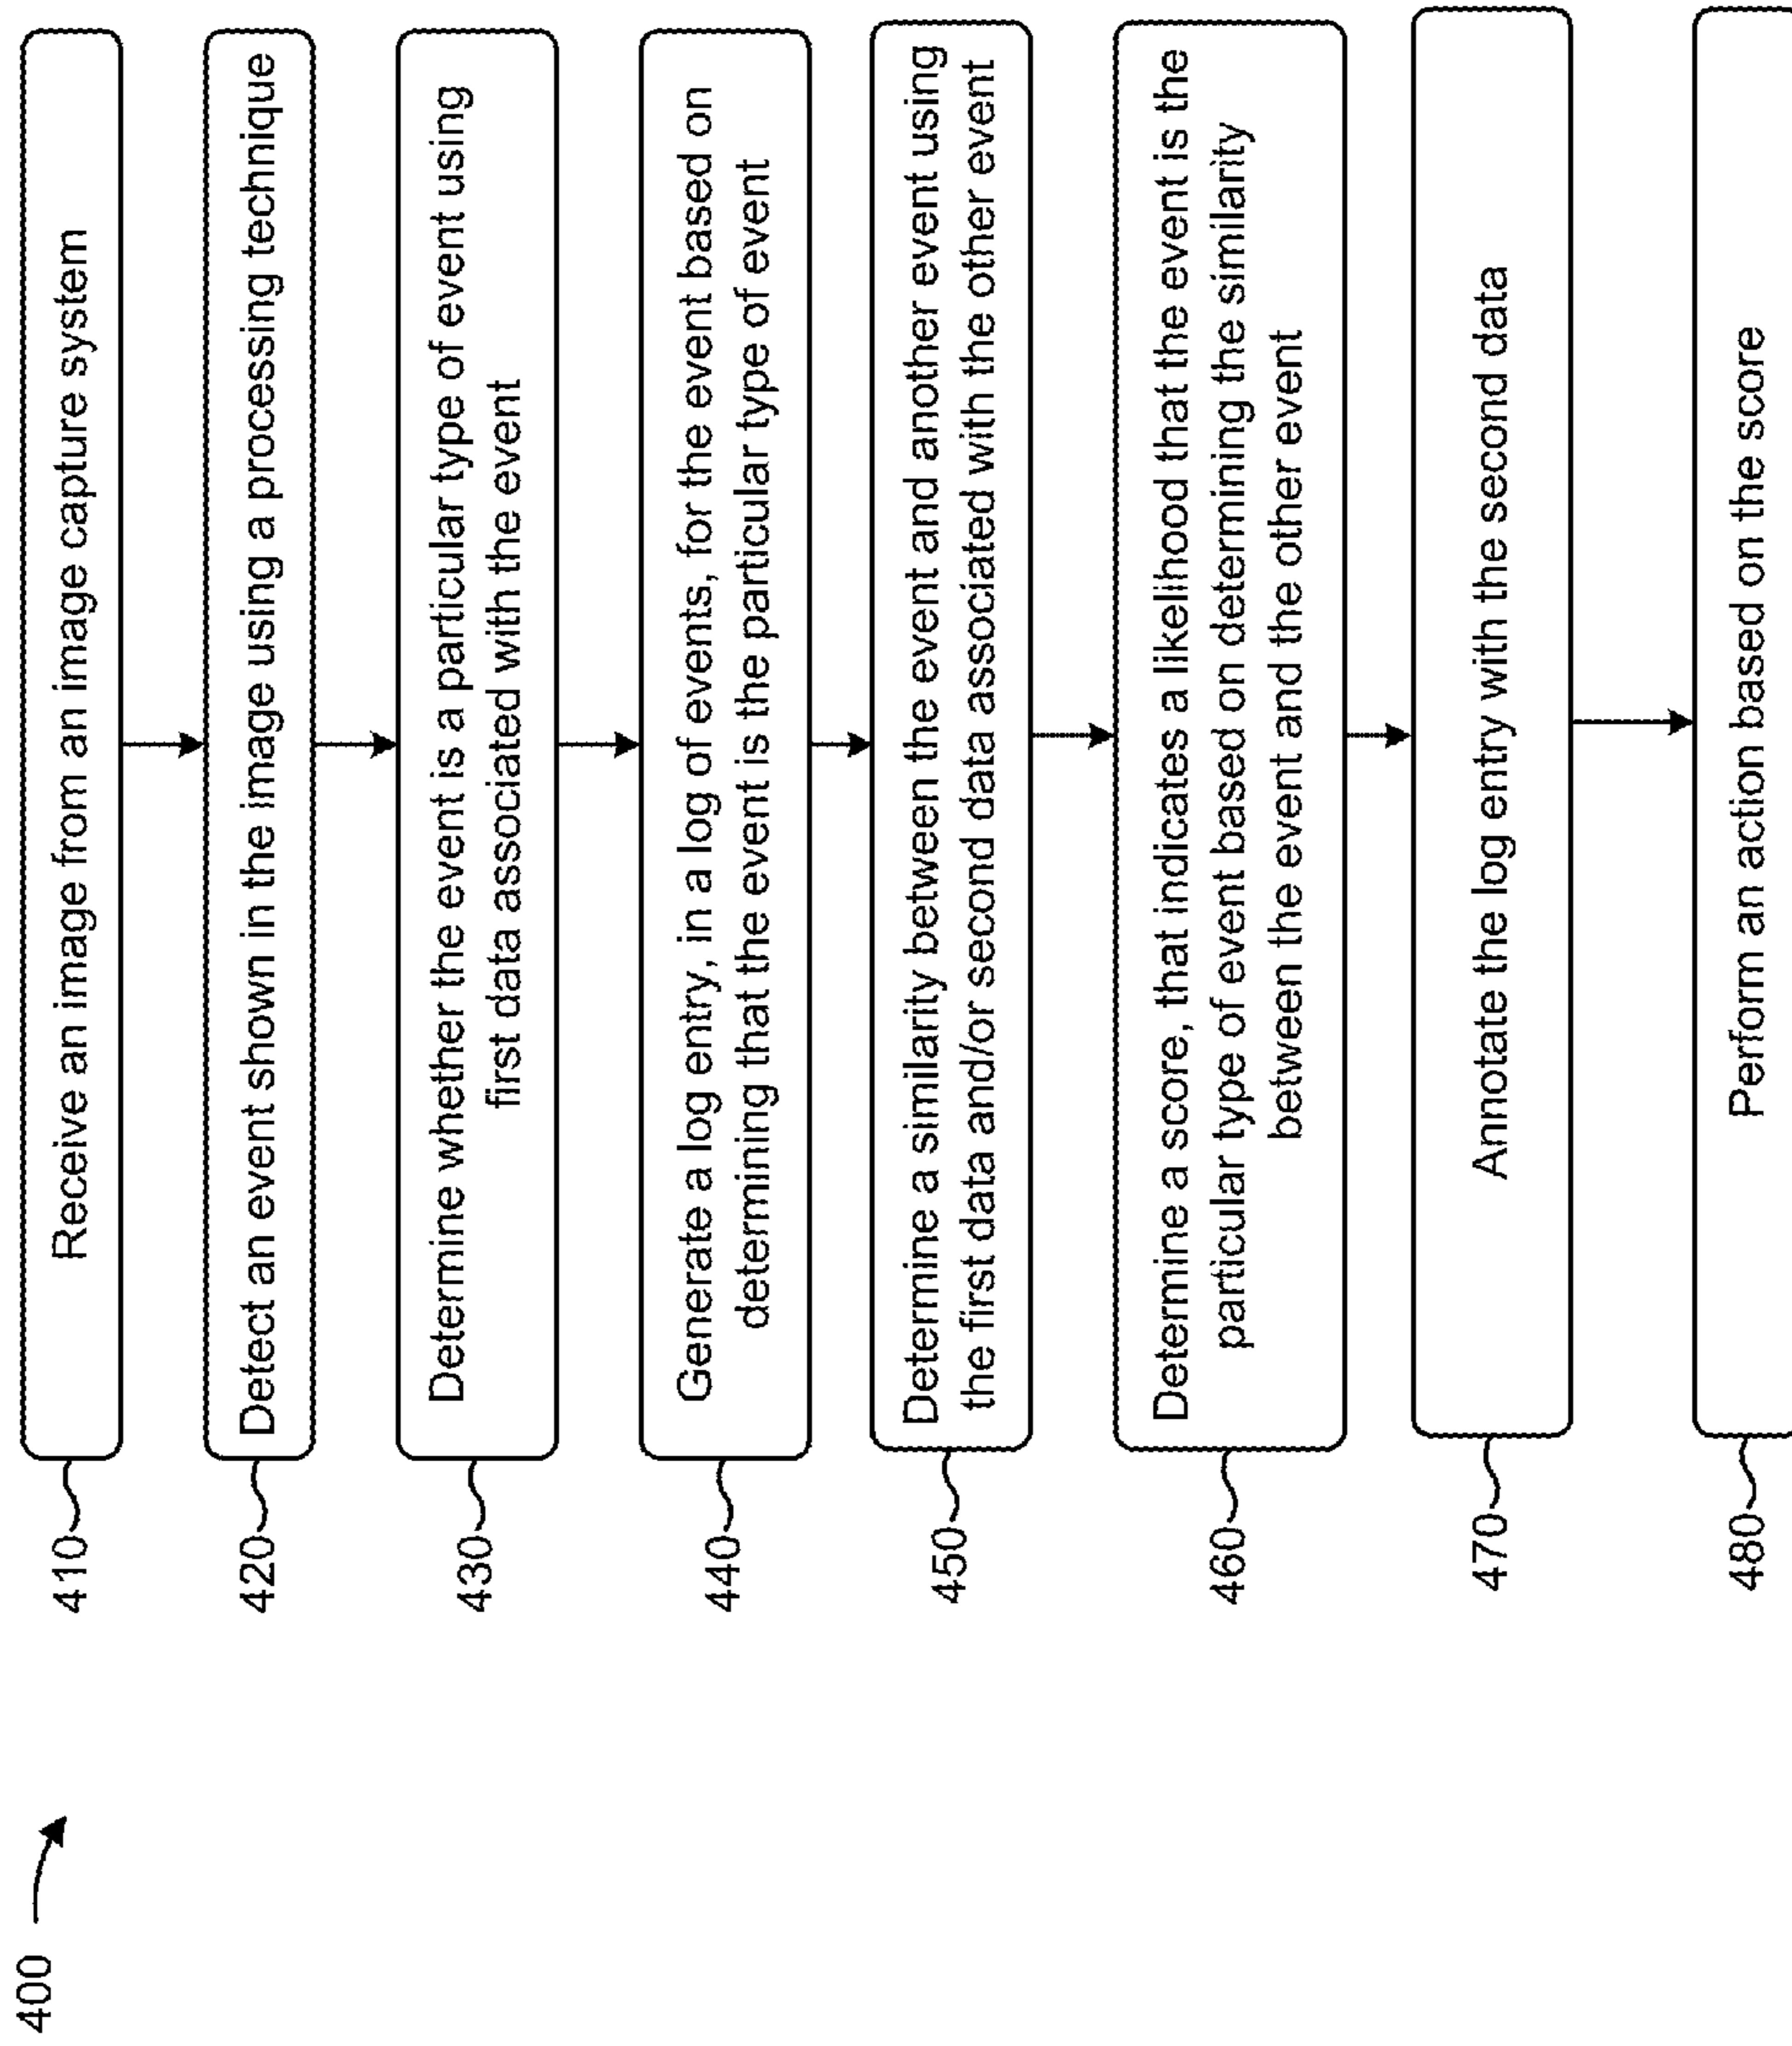 400
410
Receive an image from an image capture system
420
Detect an event shown in the image using a processing technique
430
Determine whether the event is a particular type of event using
first data associated with the event
440
Generate a log entry, in a log of events, for the event based on
determining that the event is the particular type of event
450
Determine a similarity between the event and another event using
the first data and/or second data associated with the other event
460
Determine a score, that indicates a likelihood that the event is the
particular type of event based on determining the similarity
between the event and the other event
470
Annotate the log entry with the second data
480
Perform an action based on the score